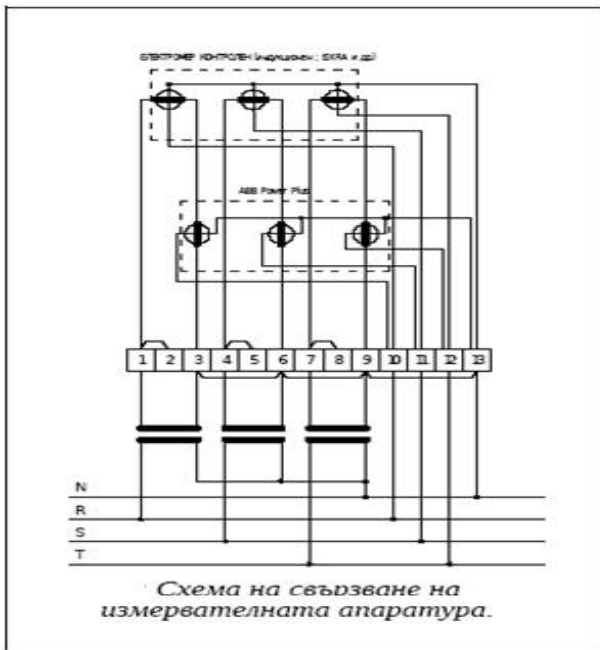 ЕЛЕКТРОМЕР КОНТРОЛЕН (индукционен ; ISKRA и др)
ABB Power Plus
1 2 3 4 5 6 7 8 9 10 11 12 13
N
R
S
T
Схема на свързване на
измервателната апаратура.